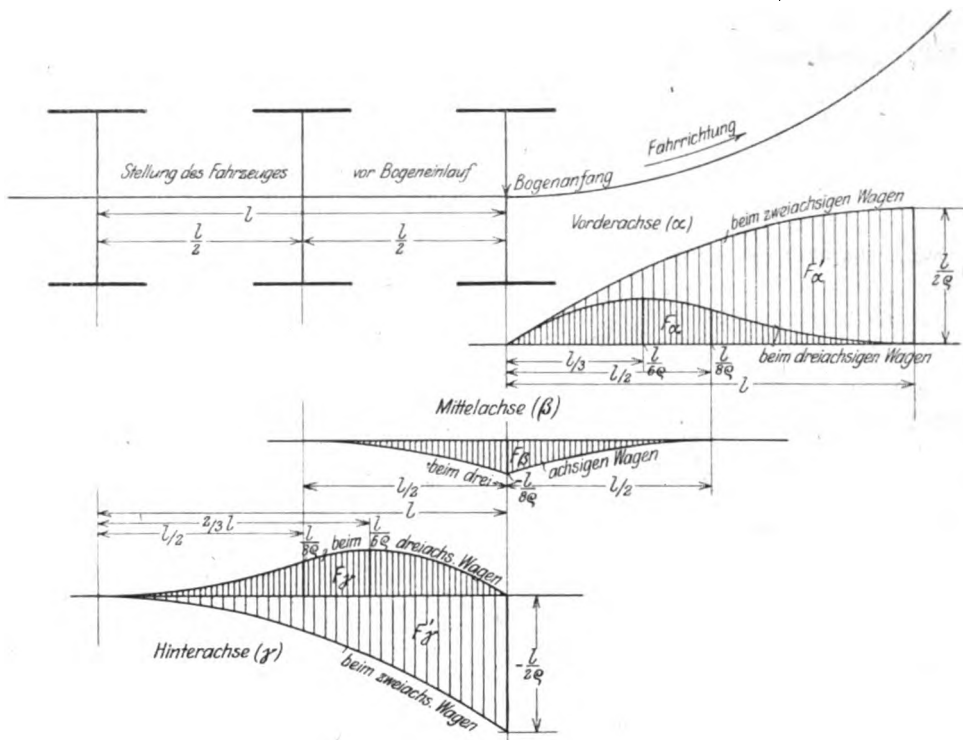 Fahrrichtung
Stellung des Fahrzeuges
vor Bogeneinlauf
Bogenanfang
l
l/2
l/2
Vorderachse (α)
beim zweiachsigen Wagen
F'α
l/2ϱ
Fα
beim dreiachsigen Wagen
l/3
l/6ϱ
l/8ϱ
l/2
l
Mittelachse (β)
Fβ
beim drei-
achsigen Wagen
-l/8ϱ
l/2
l/2
l
2/3 l
l/2
l/8ϱ
beim
l/6ϱ
dreiachs. Wagen
Fγ
F'γ
Hinterachse (γ)
beim zweiachs. Wagen
-l/2ϱ